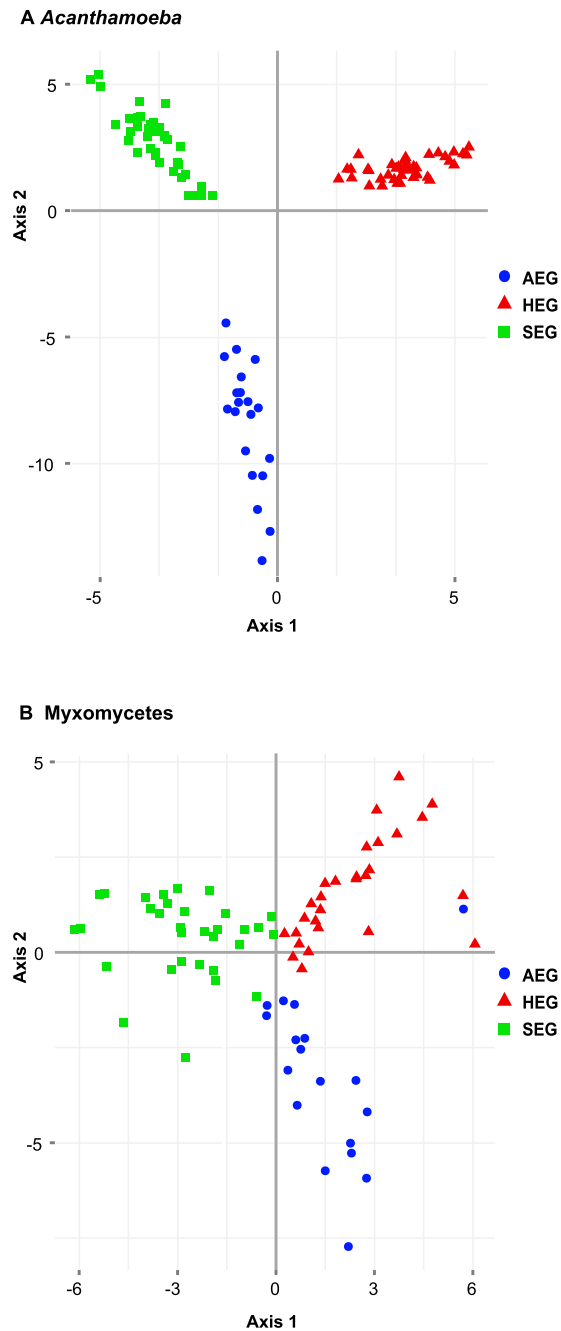 A Acanthamoeba
5
0
-5
-10
Axis 2
-5 0 5
Axis 1
AEG
HEG
SEG
B Myxomycetes
5
0
-5
Axis 2
-6 -3 0 3 6
Axis 1
AEG
HEG
SEG